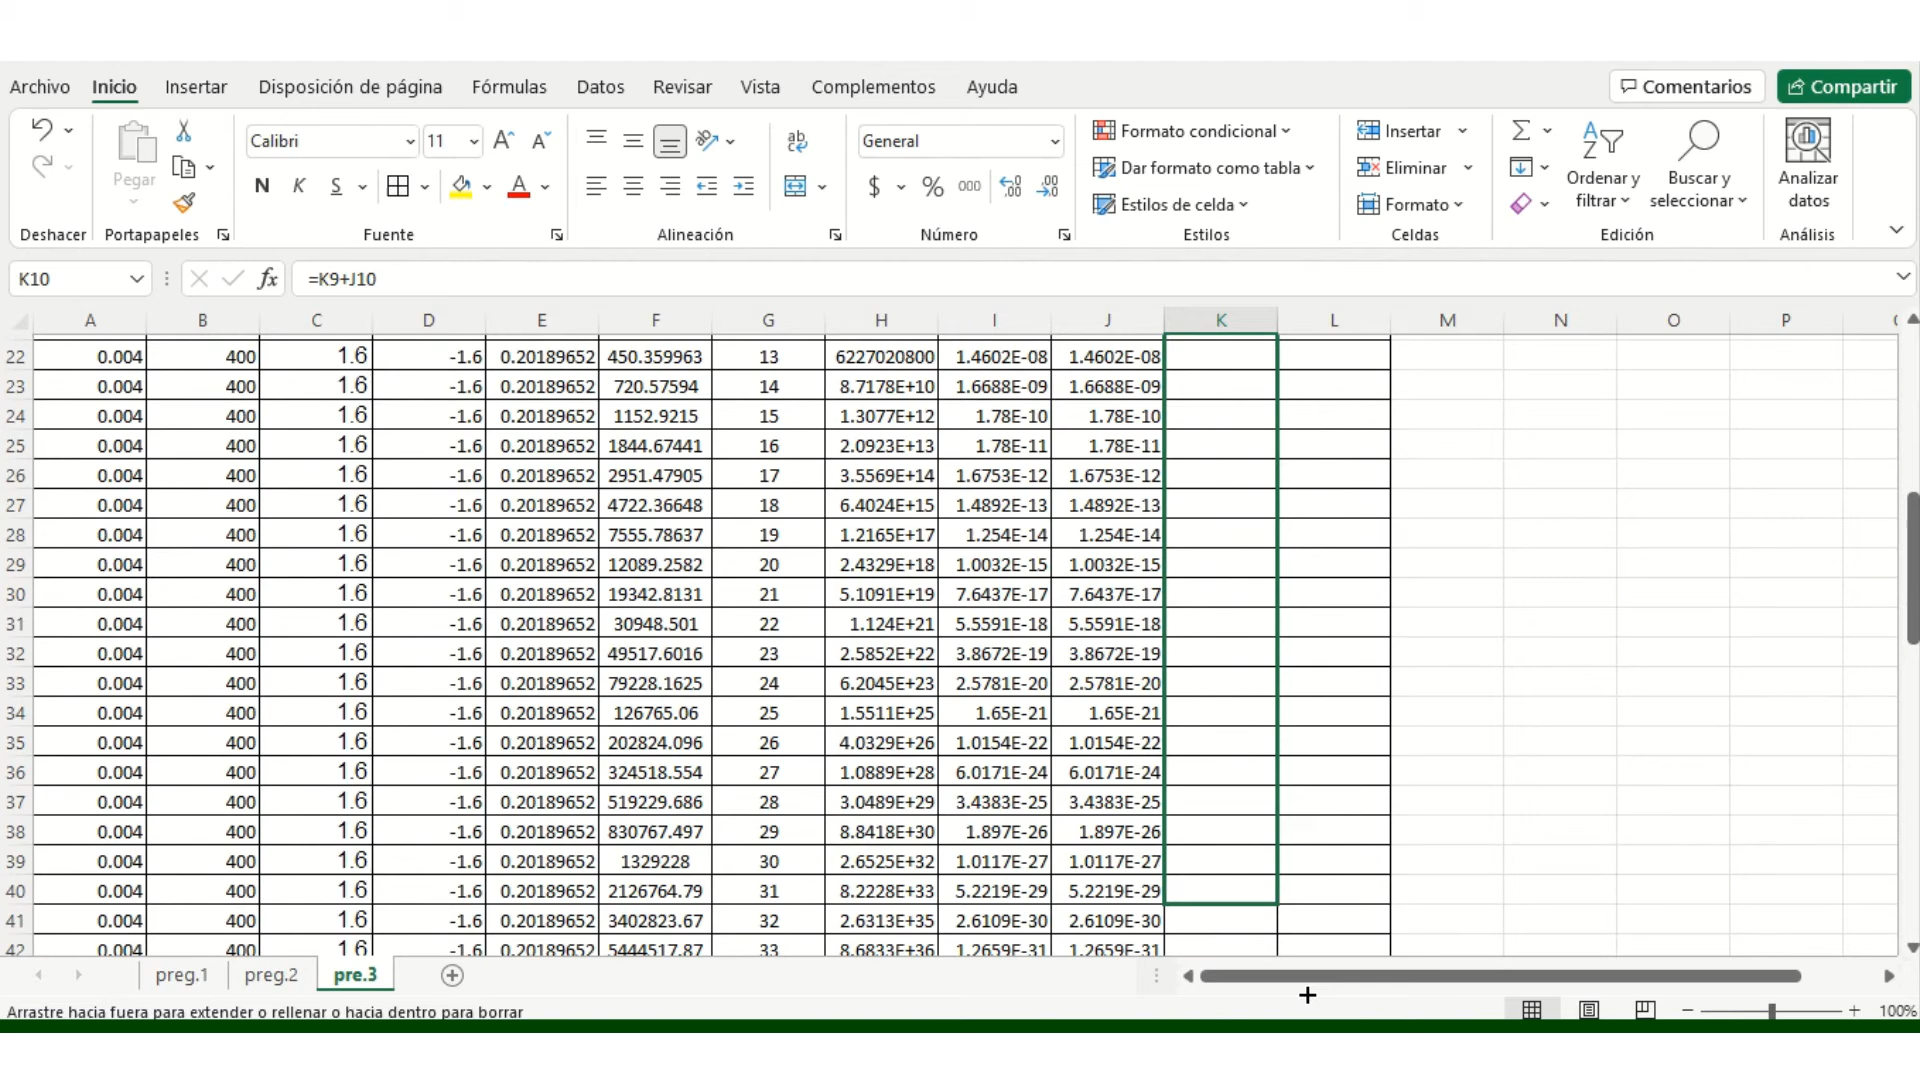 Archivo Inicio Insertar Disposición de página Fórmulas Datos Revisar Vista Complementos Ayuda Comentarios Compartir
Calibri 11 General Formato condicional Insertar
Pegar Dar formato como tabla Eliminar Ordenar y filtrar Buscar y seleccionar Analizar datos
N K S $ % 000 Estilos de celda Formato
Deshacer Portapapeles Fuente Alineación Número Estilos Celdas Edición Análisis
K10 fx =K9+J10
A B C D E F G H I J K L M N O P
22 0.004 400 1.6 -1.6 0.20189652 450.359963 13 6227020800 1.4602E-08 1.4602E-08
23 0.004 400 1.6 -1.6 0.20189652 720.57594 14 8.7178E+10 1.6688E-09 1.6688E-09
24 0.004 400 1.6 -1.6 0.20189652 1152.9215 15 1.3077E+12 1.78E-10 1.78E-10
25 0.004 400 1.6 -1.6 0.20189652 1844.67441 16 2.0923E+13 1.78E-11 1.78E-11
26 0.004 400 1.6 -1.6 0.20189652 2951.47905 17 3.5569E+14 1.6753E-12 1.6753E-12
27 0.004 400 1.6 -1.6 0.20189652 4722.36648 18 6.4024E+15 1.4892E-13 1.4892E-13
28 0.004 400 1.6 -1.6 0.20189652 7555.78637 19 1.2165E+17 1.254E-14 1.254E-14
29 0.004 400 1.6 -1.6 0.20189652 12089.2582 20 2.4329E+18 1.0032E-15 1.0032E-15
30 0.004 400 1.6 -1.6 0.20189652 19342.8131 21 5.1091E+19 7.6437E-17 7.6437E-17
31 0.004 400 1.6 -1.6 0.20189652 30948.501 22 1.124E+21 5.5591E-18 5.5591E-18
32 0.004 400 1.6 -1.6 0.20189652 49517.6016 23 2.5852E+22 3.8672E-19 3.8672E-19
33 0.004 400 1.6 -1.6 0.20189652 79228.1625 24 6.2045E+23 2.5781E-20 2.5781E-20
34 0.004 400 1.6 -1.6 0.20189652 126765.06 25 1.5511E+25 1.65E-21 1.65E-21
35 0.004 400 1.6 -1.6 0.20189652 202824.096 26 4.0329E+26 1.0154E-22 1.0154E-22
36 0.004 400 1.6 -1.6 0.20189652 324518.554 27 1.0889E+28 6.0171E-24 6.0171E-24
37 0.004 400 1.6 -1.6 0.20189652 519229.686 28 3.0489E+29 3.4383E-25 3.4383E-25
38 0.004 400 1.6 -1.6 0.20189652 830767.497 29 8.8418E+30 1.897E-26 1.897E-26
39 0.004 400 1.6 -1.6 0.20189652 1329228 30 2.6525E+32 1.0117E-27 1.0117E-27
40 0.004 400 1.6 -1.6 0.20189652 2126764.79 31 8.2228E+33 5.2219E-29 5.2219E-29
41 0.004 400 1.6 -1.6 0.20189652 3402823.67 32 2.6313E+35 2.6109E-30 2.6109E-30
42 0.004 400 1.6 -1.6 0.20189652 5444517.87 33 8.6833E+36 1.2659E-31 1.2659E-31
preg.1 preg.2 pre.3
Arrastre hacia fuera para extender o rellenar o hacia dentro para borrar 100%